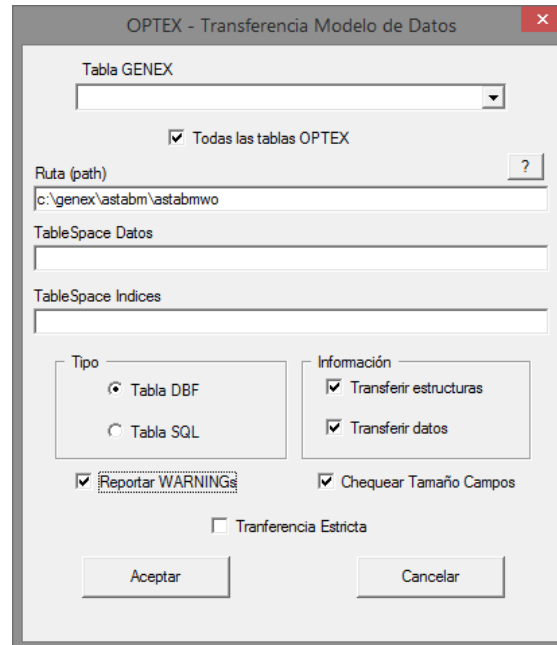 OPTEX - Transferencia Modelo de Datos
Tabla GENEX
Todas las tablas OPTEX
Ruta (path)
?
c:\genex\astabm\astabmwo
TableSpace Datos
TableSpace Indices
Tipo
Información
Tabla DBF
Transferir estructuras
Tabla SQL
Transferir datos
Reportar WARNINGs
Chequear Tamaño Campos
Tranferencia Estricta
Aceptar
Cancelar